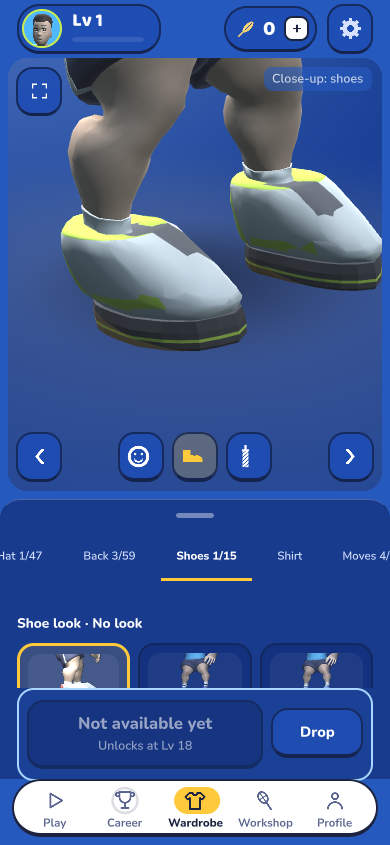 Lv 1
0
Close-up: shoes
Hat 1/47
Back 3/59
Shoes 1/15
Shirt
Moves 4/
Shoe look · No look
Not available yet
Unlocks at Lv 18
Drop
Play
Career
Wardrobe
Workshop
Profile